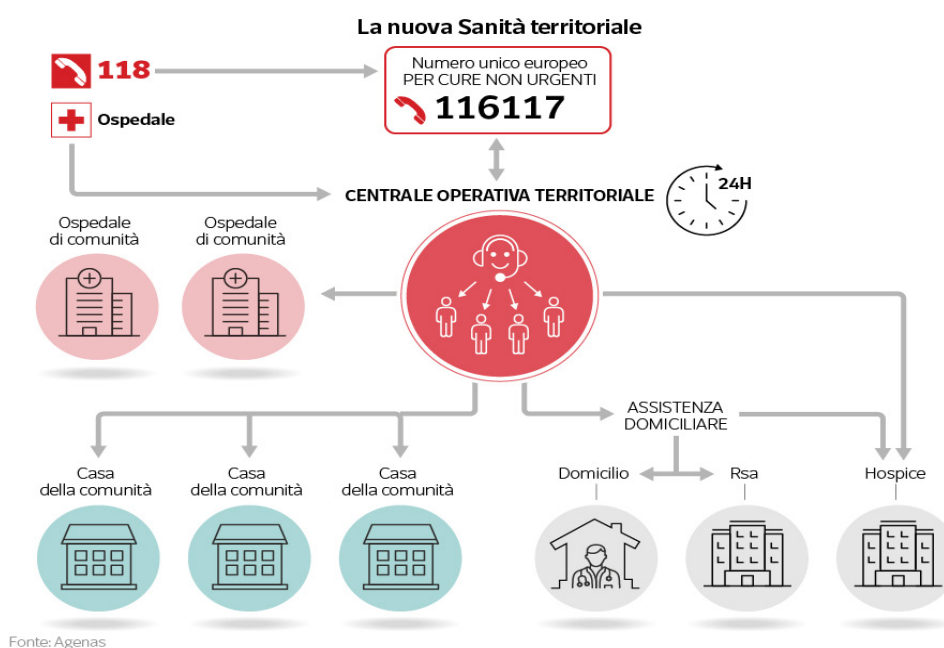 La nuova Sanità territoriale
118
Numero unico europeo
PER CURE NON URGENTI
116117
Ospedale
CENTRALE OPERATIVA TERRITORIALE
24H
Ospedale
di comunità
Ospedale
di comunità
ASSISTENZA
DOMICILIARE
Casa
della comunità
Casa
della comunità
Casa
della comunità
Domicilio
Rsa
Hospice
Fonte: Agenas